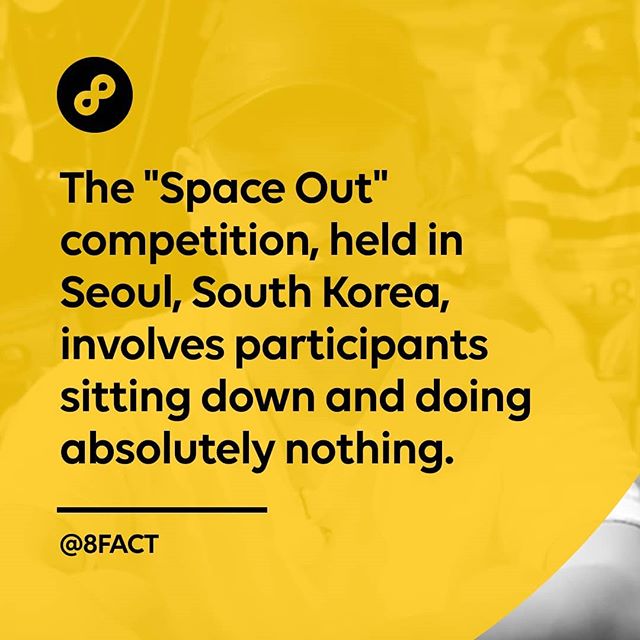 The "Space Out"
competition, held in
Seoul, South Korea,
involves participants
sitting down and doing
absolutely nothing.
@8FACT